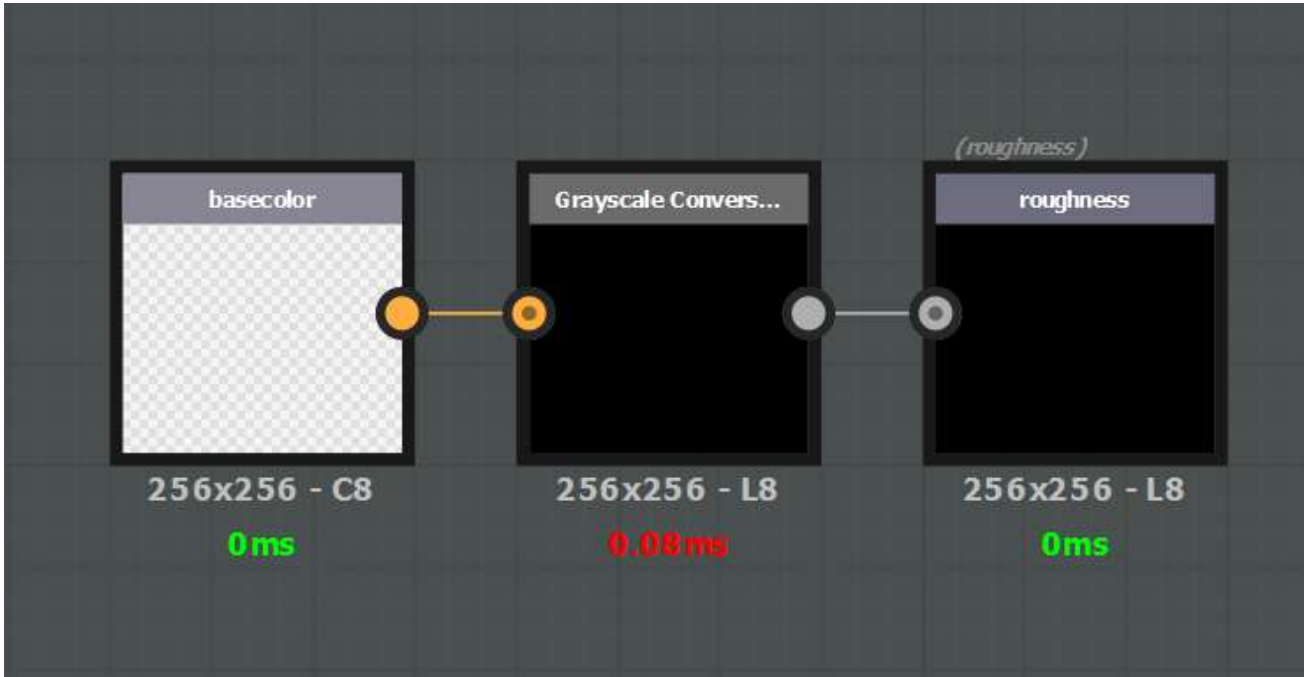 (roughness)
basecolor
Grayscale Convers...
roughness
256x256 - C8
256x256 - L8
256x256 - L8
0ms
0.08ms
0ms